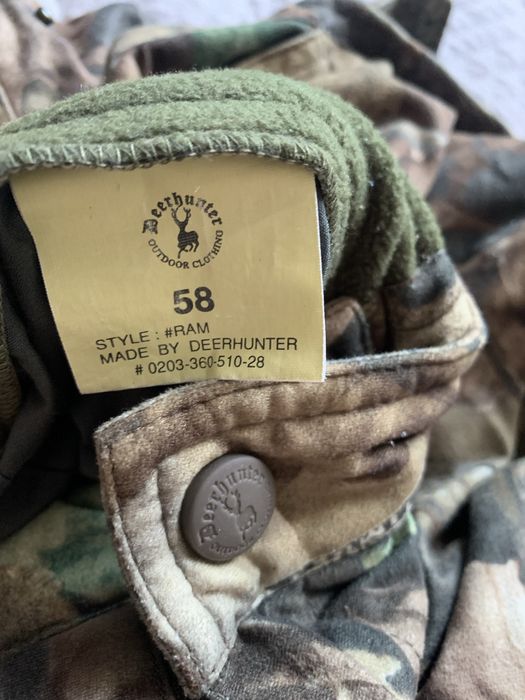 Deerhunter
OUTDOOR CLOTHING
58
STYLE : #RAM
MADE BY DEERHUNTER
# 0203-360-510-28
Deerhunter